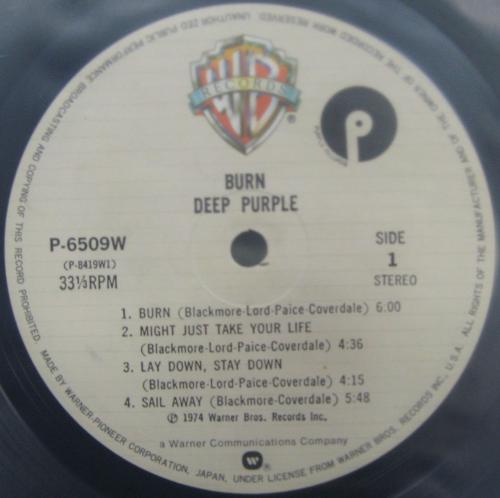 UNAUTHORIZED PUBLIC PERFORMANCE BROADCASTING AND COPYING OF THIS RECORD PROHIBITED.
ALL RIGHTS OF THE MANUFACTURER AND OF THE OWNER OF THE RECORDED WORK RESERVED.
WB
RECORDS
®
P
BURN
DEEP PURPLE
P-6509W
(P-8419W1)
33⅓RPM
SIDE
1
STEREO
1. BURN (Blackmore-Lord-Paice-Coverdale) 6:00
2. MIGHT JUST TAKE YOUR LIFE
(Blackmore-Lord-Paice-Coverdale) 4:36
3. LAY DOWN, STAY DOWN
(Blackmore-Lord-Paice-Coverdale) 4:15
4. SAIL AWAY (Blackmore-Coverdale) 5:48
℗ 1974 Warner Bros. Records Inc.
a Warner Communications Company
MADE BY WARNER-PIONEER CORPORATION, JAPAN, UNDER LICENSE FROM WARNER BROS. RECORDS INC., U.S.A.